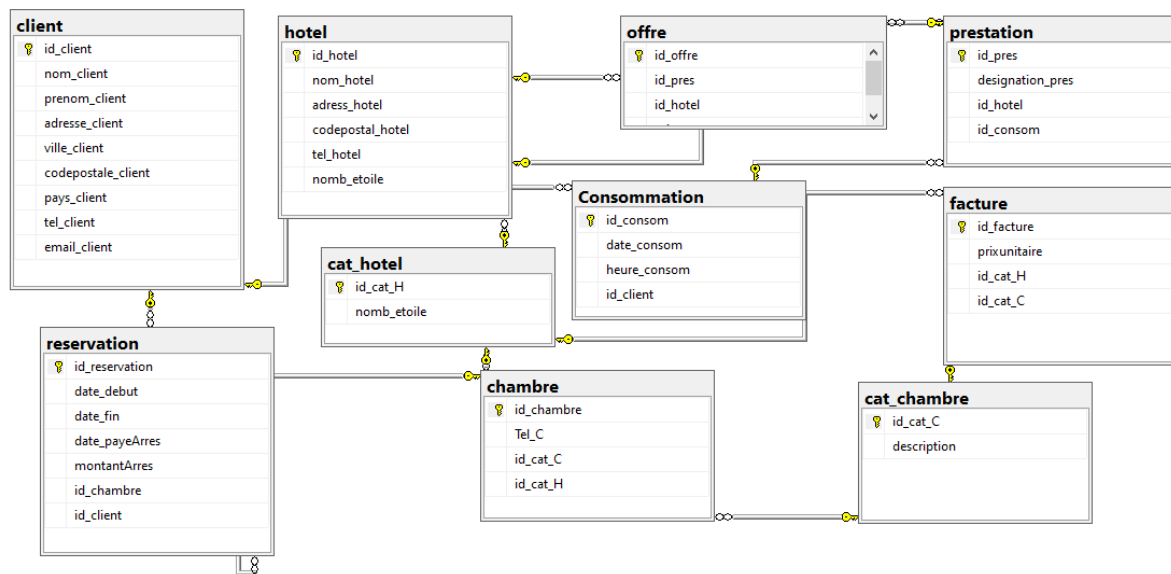 client
id_client
nom_client
prenom_client
adresse_client
ville_client
codepostale_client
pays_client
tel_client
email_client
hotel
id_hotel
nom_hotel
adress_hotel
codepostal_hotel
tel_hotel
nomb_etoile
offre
id_offre
id_pres
id_hotel
prestation
id_pres
designation_pres
id_hotel
id_consom
Consommation
id_consom
date_consom
heure_consom
id_client
facture
id_facture
prixunitaire
id_cat_H
id_cat_C
cat_hotel
id_cat_H
nomb_etoile
reservation
id_reservation
date_debut
date_fin
date_payeArres
montantArres
id_chambre
id_client
chambre
id_chambre
Tel_C
id_cat_C
id_cat_H
cat_chambre
id_cat_C
description